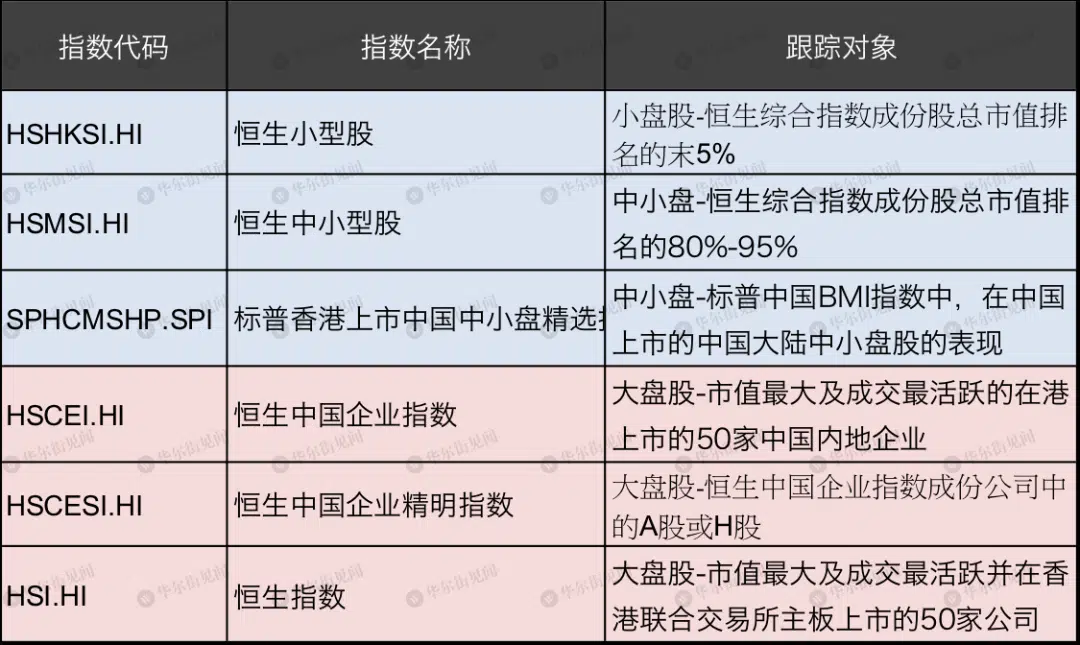 指数代码 指数名称 跟踪对象
HSHKSI.HI 恒生小型股 小盘股-恒生综合指数成份股总市值排
名的末5%
HSMSI.HI 恒生中小型股 中小盘-恒生综合指数成份股总市值排
名的80%-95%
SPHCMSHP.SPI 标普香港上市中国中小盘精选 中小盘-标普中国BMI指数中，在中国
上市的中国大陆中小盘股的表现
HSCEI.HI 恒生中国企业指数 大盘股-市值最大及成交最活跃的在港
上市的50家中国内地企业
HSCESI.HI 恒生中国企业精明指数 大盘股-恒生中国企业指数成份公司中
的A股或H股
HSI.HI 恒生指数 大盘股-市值最大及成交最活跃并在香
港联合交易所主板上市的50家公司
华尔街见闻